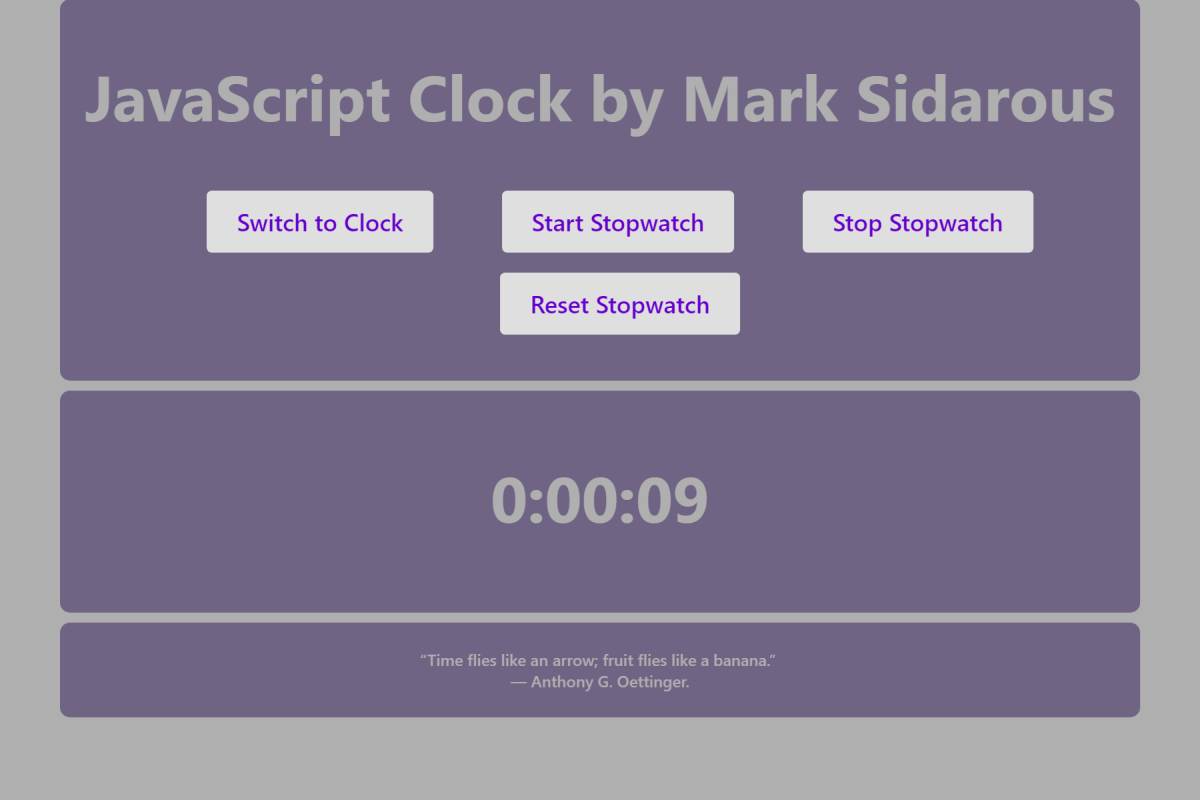 JavaScript Clock by Mark Sidarous
Switch to Clock
Start Stopwatch
Stop Stopwatch
Reset Stopwatch
0:00:09
“Time flies like an arrow; fruit flies like a banana.”
— Anthony G. Oettinger.